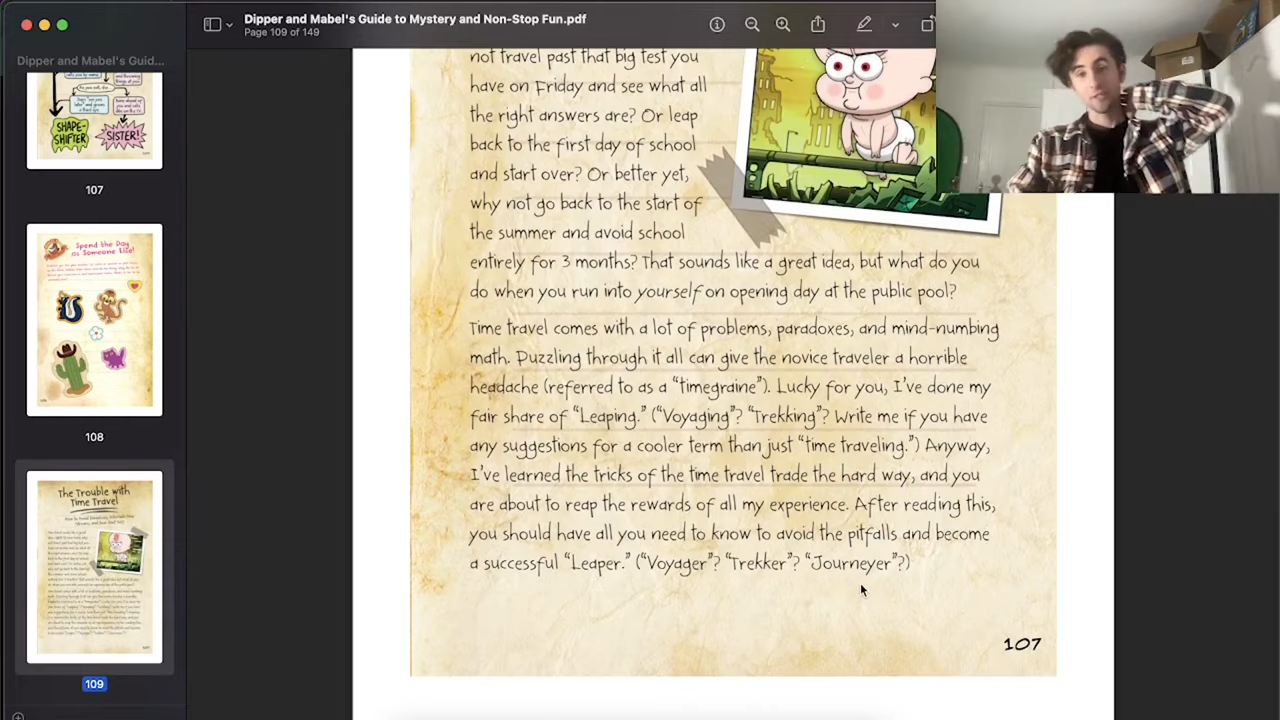 Dipper and Mabel's Guide to Mystery and Non-Stop Fun.pdf
Page 109 of 149
Dipper and Mabel's Guid...
SHAPE-
SHIFTER
SISTER!
107
Spend the Day
as Someone Else!
108
The Trouble with
Time Travel
109
not travel past that big test you
have on Friday and see what all
the right answers are? Or leap
back to the first day of school
and start over? Or better yet,
why not go back to the start of
the summer and avoid school
entirely for 3 months? That sounds like a great idea, but what do you
do when you run into yourself on opening day at the public pool?
Time travel comes with a lot of problems, paradoxes, and mind-numbing
math. Puzzling through it all can give the novice traveler a horrible
headache (referred to as a "timegraine"). Lucky for you, I've done my
fair share of "Leaping." ("Voyaging"? "Trekking"? Write me if you have
any suggestions for a cooler term than just "time traveling.") Anyway,
I've learned the tricks of the time travel trade the hard way, and you
are about to reap the rewards of all my experience. After reading this,
you should have all you need to know to avoid the pitfalls and become
a successful "Leaper." ("Voyager"? "Trekker"? "Journeyer"?)
107